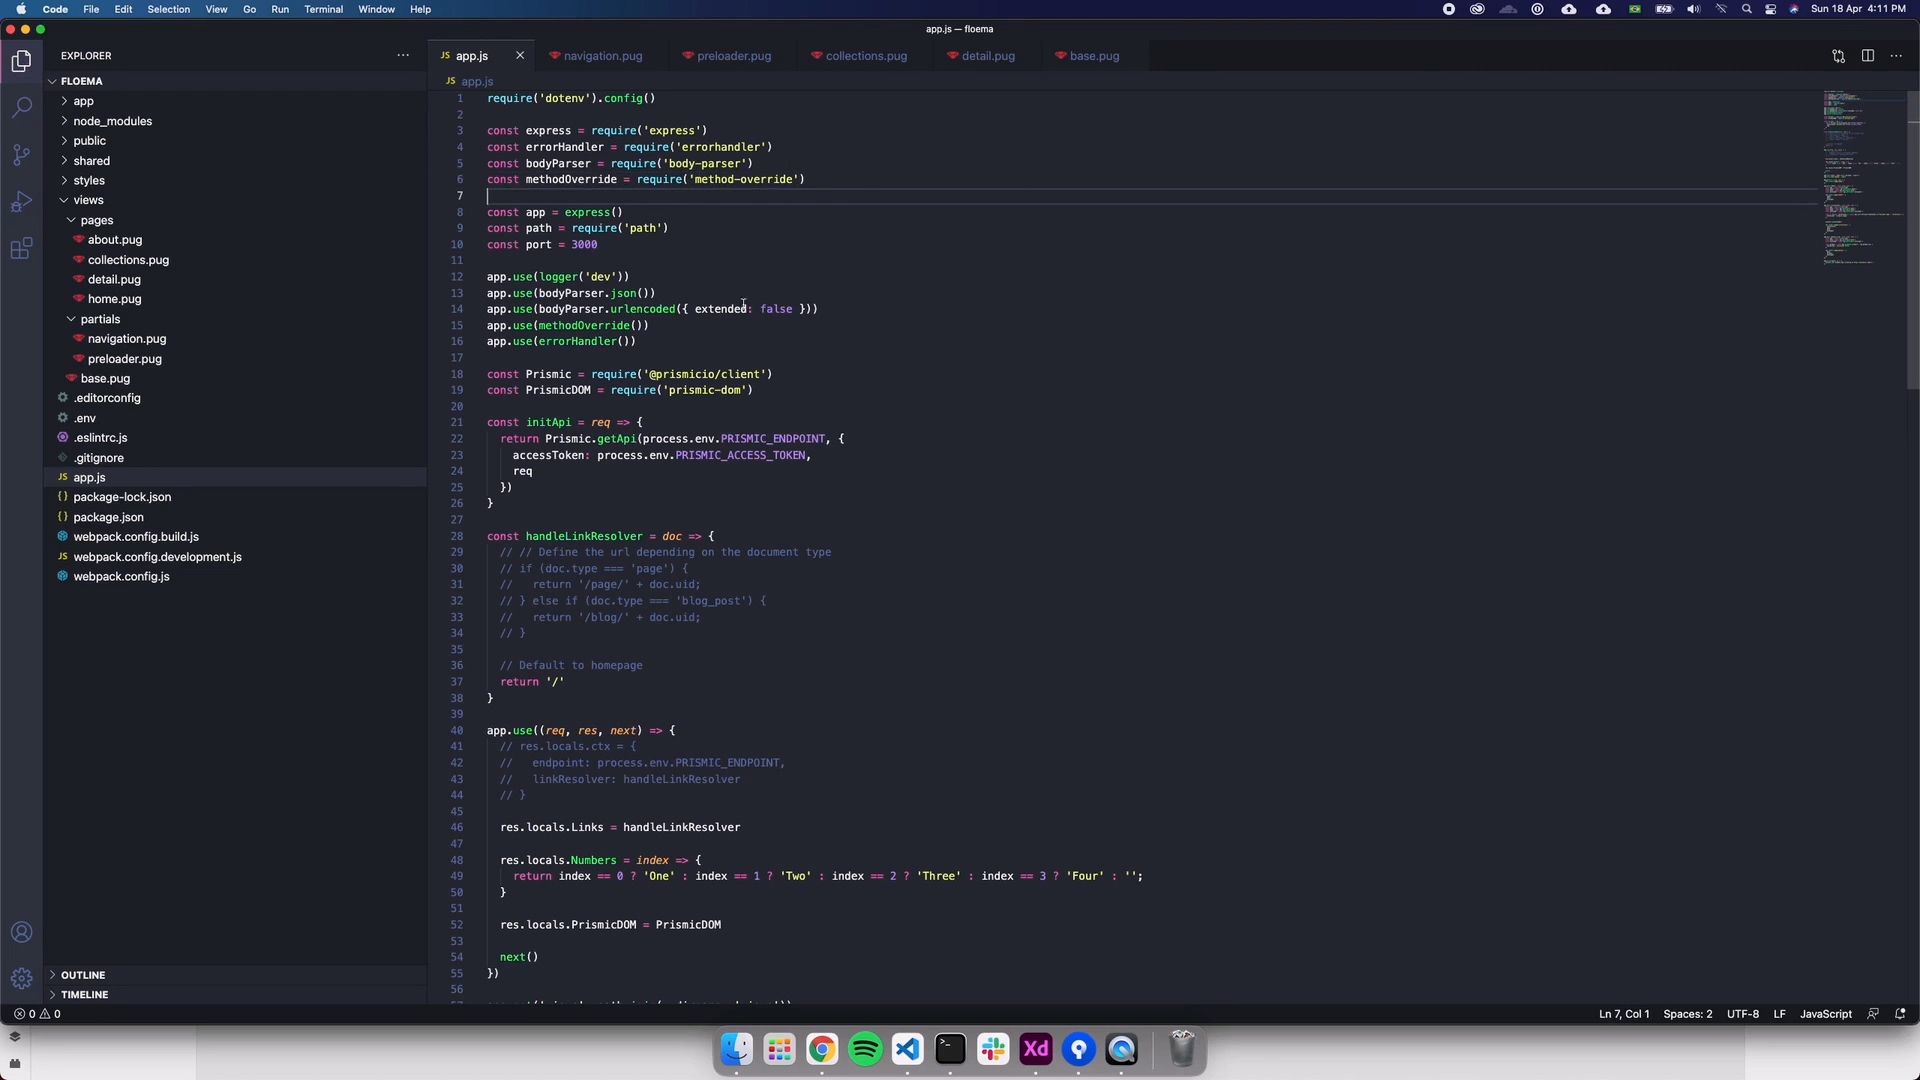 Code File Edit Selection View Go Run Terminal Window Help
Sun 18 Apr 4:11 PM
app.js — floema
EXPLORER
FLOEMA
app
node_modules
public
shared
styles
views
pages
about.pug
collections.pug
detail.pug
home.pug
partials
navigation.pug
preloader.pug
base.pug
.editorconfig
.env
.eslintrc.js
.gitignore
JS app.js
{} package-lock.json
{} package.json
webpack.config.build.js
JS webpack.config.development.js
webpack.config.js
OUTLINE
TIMELINE
JS app.js navigation.pug preloader.pug collections.pug detail.pug base.pug
JS app.js
1 require('dotenv').config()
2
3 const express = require('express')
4 const errorHandler = require('errorhandler')
5 const bodyParser = require('body-parser')
6 const methodOverride = require('method-override')
7
8 const app = express()
9 const path = require('path')
10 const port = 3000
11
12 app.use(logger('dev'))
13 app.use(bodyParser.json())
14 app.use(bodyParser.urlencoded({ extended: false }))
15 app.use(methodOverride())
16 app.use(errorHandler())
17
18 const Prismic = require('@prismicio/client')
19 const PrismicDOM = require('prismic-dom')
20
21 const initApi = req => {
22 return Prismic.getApi(process.env.PRISMIC_ENDPOINT, {
23 accessToken: process.env.PRISMIC_ACCESS_TOKEN,
24 req
25 })
26 }
27
28 const handleLinkResolver = doc => {
29 // // Define the url depending on the document type
30 // if (doc.type === 'page') {
31 // return '/page/' + doc.uid;
32 // } else if (doc.type === 'blog_post') {
33 // return '/blog/' + doc.uid;
34 // }
35
36 // Default to homepage
37 return '/'
38 }
39
40 app.use((req, res, next) => {
41 // res.locals.ctx = {
42 // endpoint: process.env.PRISMIC_ENDPOINT,
43 // linkResolver: handleLinkResolver
44 // }
45
46 res.locals.Links = handleLinkResolver
47
48 res.locals.Numbers = index => {
49 return index == 0 ? 'One' : index == 1 ? 'Two' : index == 2 ? 'Three' : index == 3 ? 'Four' : '';
50 }
51
52 res.locals.PrismicDOM = PrismicDOM
53
54 next()
55 })
56
0 0
Ln 7, Col 1 Spaces: 2 UTF-8 LF JavaScript
Xd